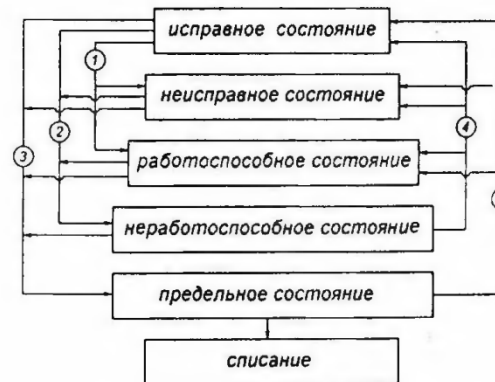 исправное состояние
1
неисправное состояние
2
4
3
работоспособное состояние
неработоспособное состояние
предельное состояние
списание